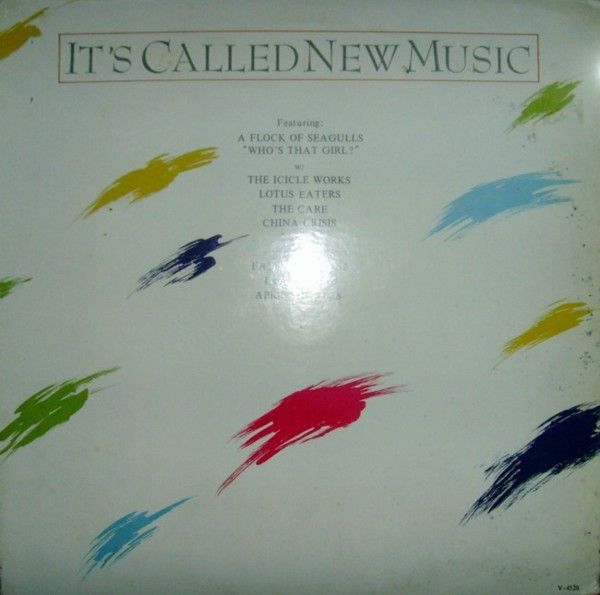 IT'S CALLED NEW MUSIC
Featuring:
A FLOCK OF SEAGULLS
"WHO'S THAT GIRL?"
W/
THE ICICLE WORKS
LOTUS EATERS
THE CARE
CHINA CRISIS
V-4528